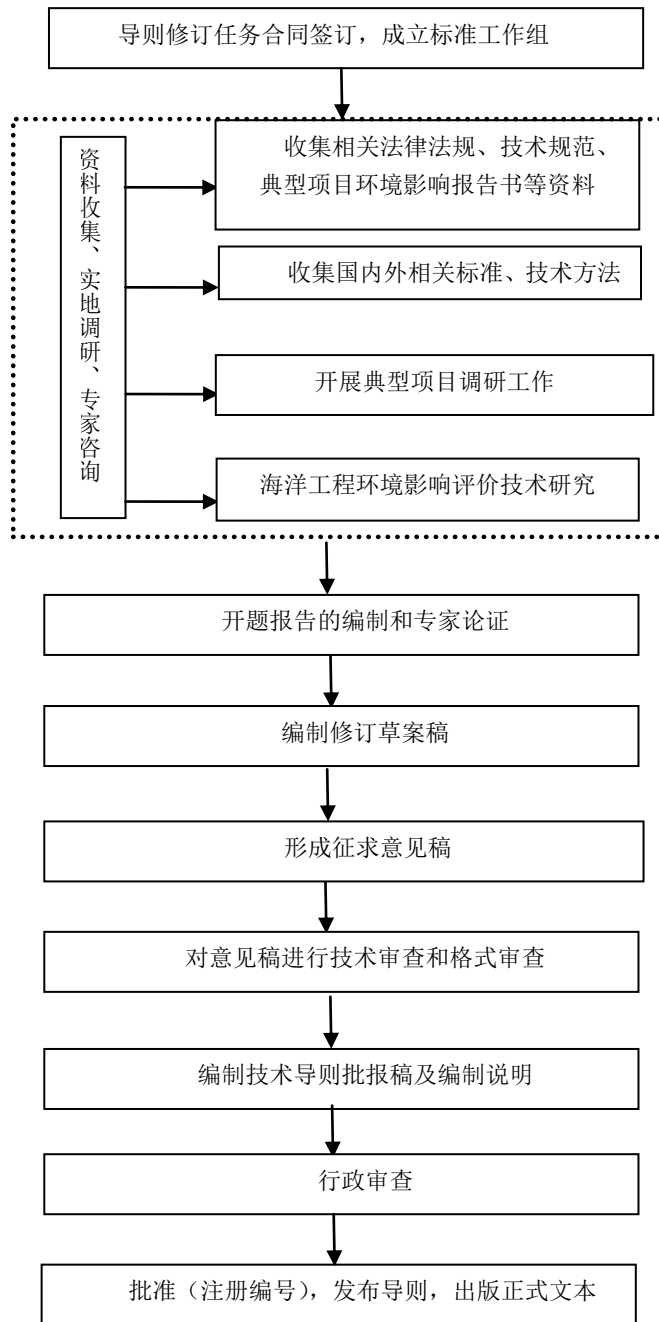 导则修订任务合同签订，成立标准工作组
资料收集、实地调研、专家咨询
收集相关法律法规、技术规范、
典型项目环境影响报告书等资料
收集国内外相关标准、技术方法
开展典型项目调研工作
海洋工程环境影响评价技术研究
开题报告的编制和专家论证
编制修订草案稿
形成征求意见稿
对意见稿进行技术审查和格式审查
编制技术导则批报稿及编制说明
行政审查
批准（注册编号），发布导则，出版正式文本